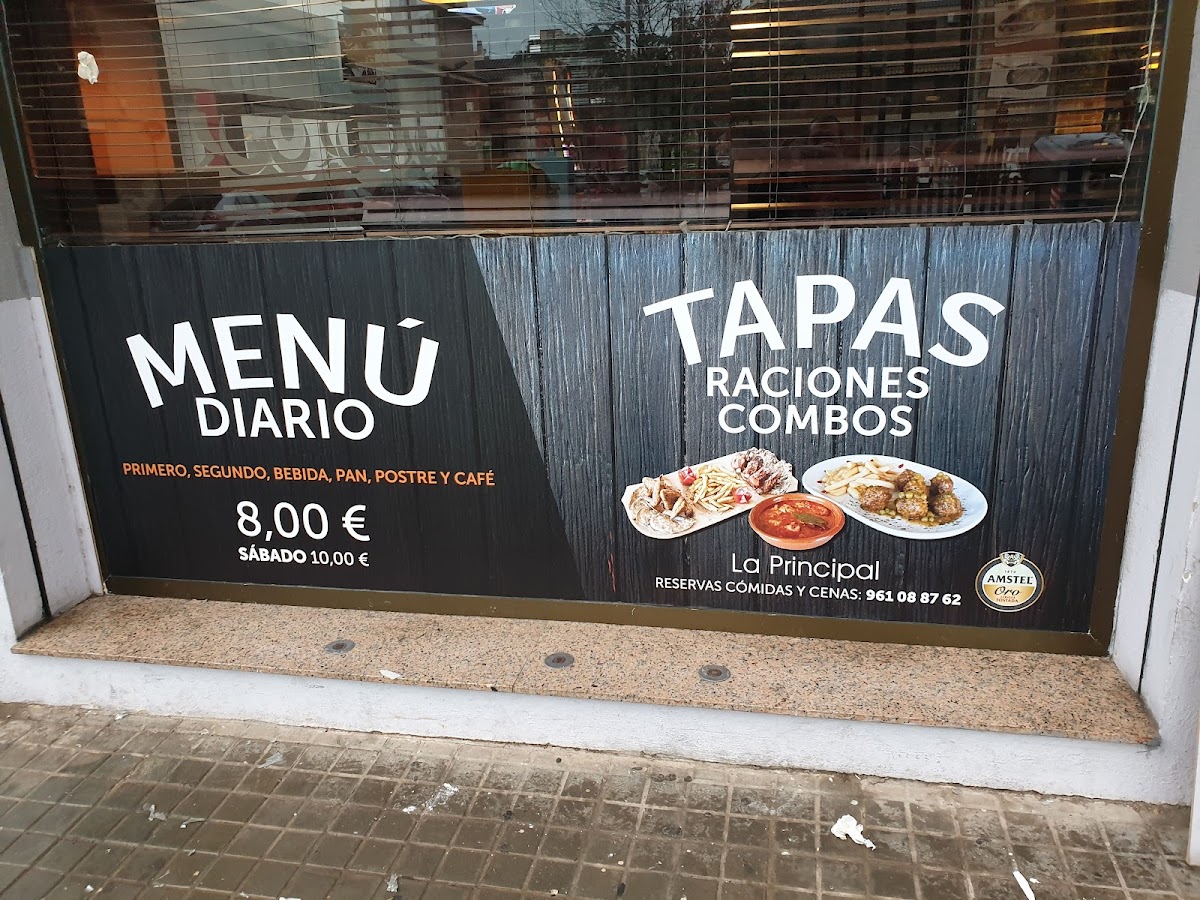 MENÚ
DIARIO
PRIMERO, SEGUNDO, BEBIDA, PAN, POSTRE Y CAFÉ
8,00 €
SÁBADO 10,00 €
TAPAS
RACIONES
COMBOS
La Principal
RESERVAS CÓMIDAS Y CENAS: 961 08 87 62
AMSTEL
Oro